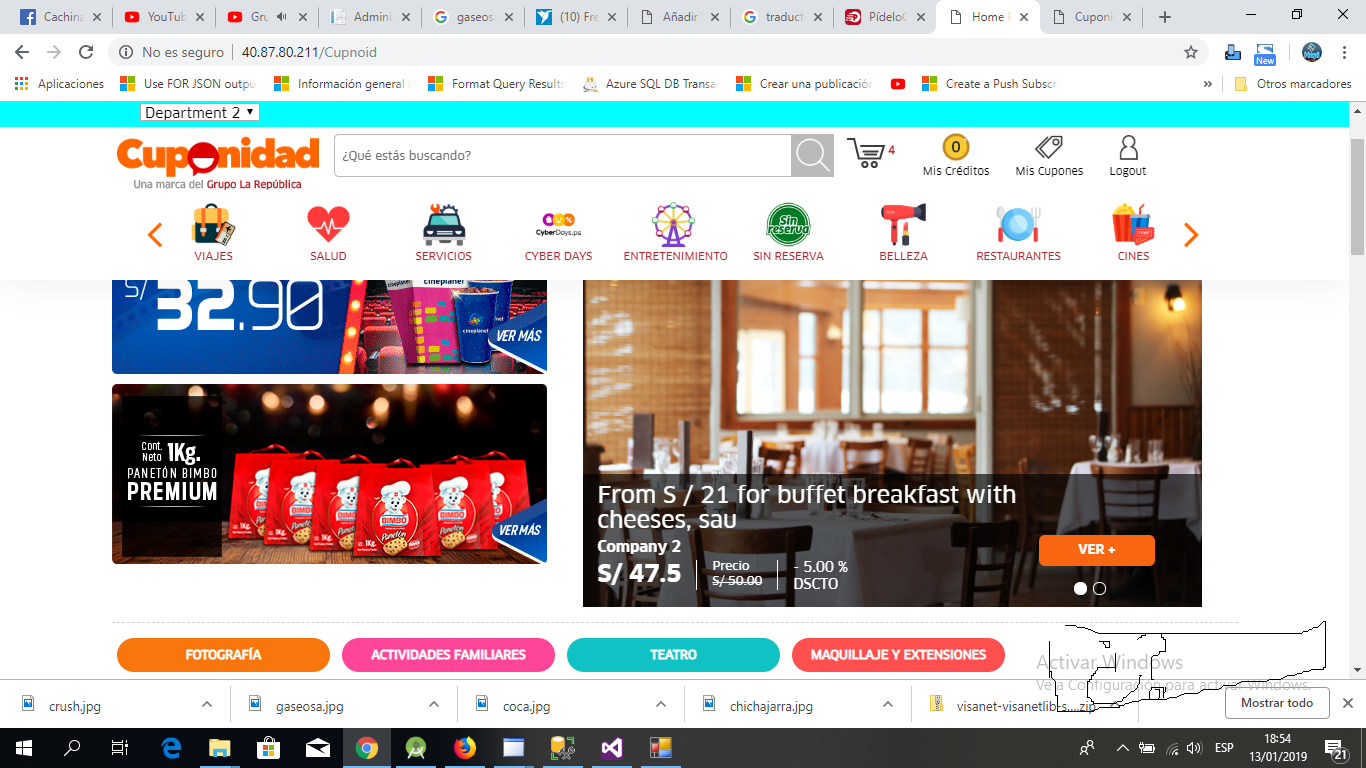 Cachina
YouTub
Gru
AdminL
gaseos
(10) Fre
Añadir
traduct
PídeloC
Home P
Cuponi
No es seguro
40.87.80.211/Cupnoid
New
Aplicaciones
Use FOR JSON outpu
Información general
Format Query Results
Azure SQL DB Transa
Crear una publicación
Create a Push Subscr
»
Otros marcadores
Department 2
Cuponidad
Una marca del Grupo La República
¿Qué estás buscando?
4
0
Mis Créditos
Mis Cupones
Logout
CyberDays.pe
Sin reserva
VIAJES
SALUD
SERVICIOS
CYBER DAYS
ENTRETENIMIENTO
SIN RESERVA
BELLEZA
RESTAURANTES
CINES
S/ 32.90
cineplanet
cineplanet
VER MÁS
Cont. Neto 1Kg.
PANETÓN BIMBO
PREMIUM
BIMBO
Panetón
VER MÁS
From S / 21 for buffet breakfast with
cheeses, sau
Company 2
S/ 47.5
Precio
S/ 50.00
- 5.00 %
DSCTO
VER +
FOTOGRAFÍA
ACTIVIDADES FAMILIARES
TEATRO
MAQUILLAJE Y EXTENSIONES
Activar Windows
Ve a Configuración para activar Windows.
crush.jpg
gaseosa.jpg
coca.jpg
chichajarra.jpg
visanet-visanetlib-s....zip
Mostrar todo
ESP
18:54
13/01/2019
21